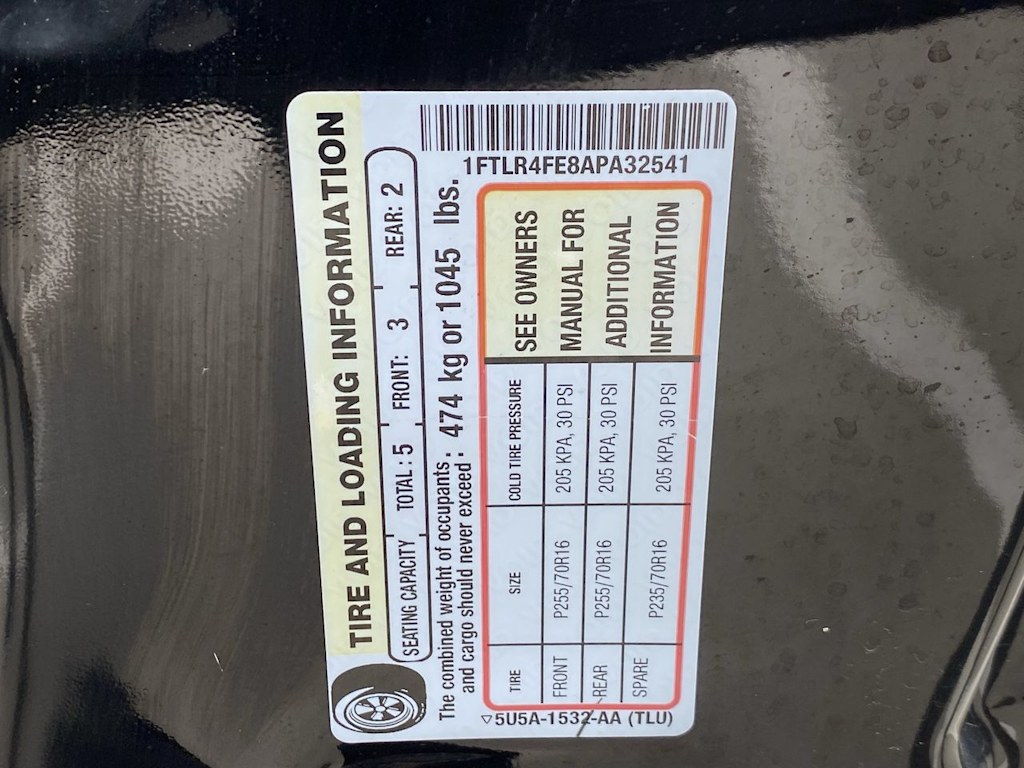 TIRE AND LOADING INFORMATION
SEATING CAPACITY TOTAL: 5 FRONT: 3 REAR: 2
The combined weight of occupants
and cargo should never exceed : 474 kg or 1045 lbs.
TIRE SIZE COLD TIRE PRESSURE
FRONT P255/70R16 205 KPA, 30 PSI
REAR P255/70R16 205 KPA, 30 PSI
SPARE P235/70R16 205 KPA, 30 PSI
SEE OWNERS
MANUAL FOR
ADDITIONAL
INFORMATION
5U5A-1532-AA (TLU)
1FTLR4FE8APA32541